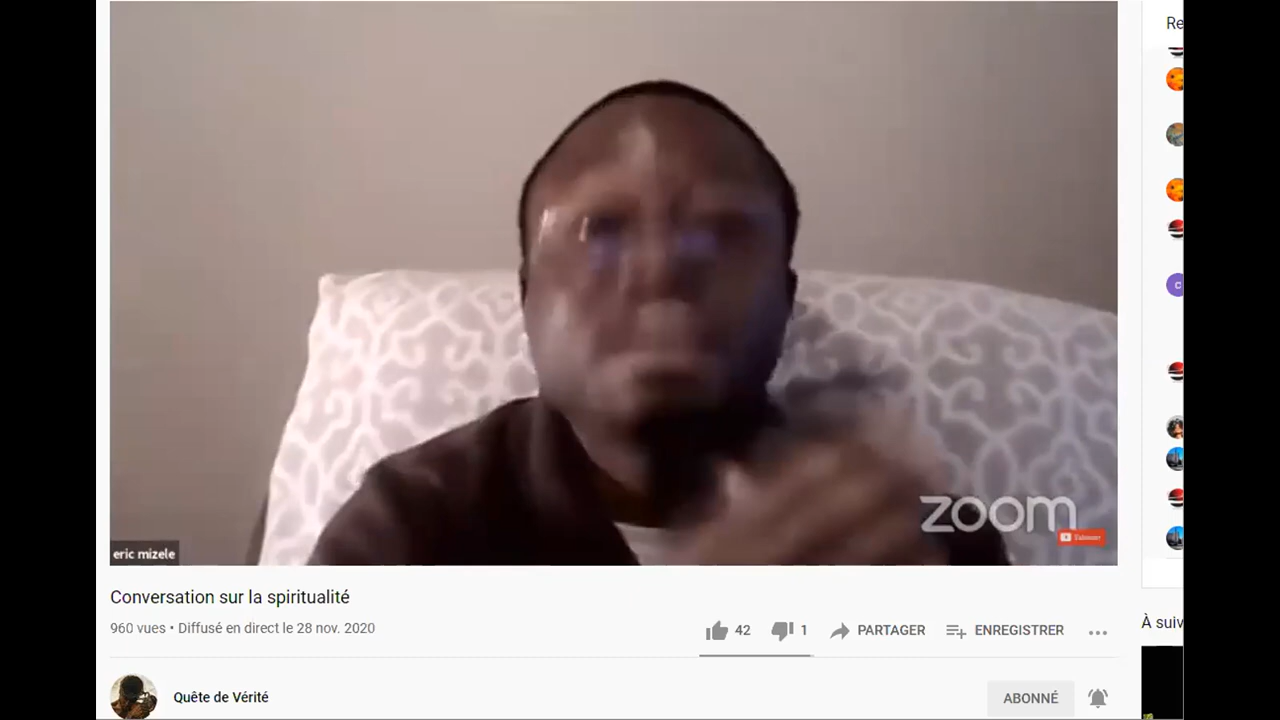 Re
C
zoom
S'abonner
eric mizele
Conversation sur la spiritualité
960 vues • Diffusé en direct le 28 nov. 2020
42
1
PARTAGER
ENREGISTRER
À suiv
Quête de Vérité
ABONNÉ